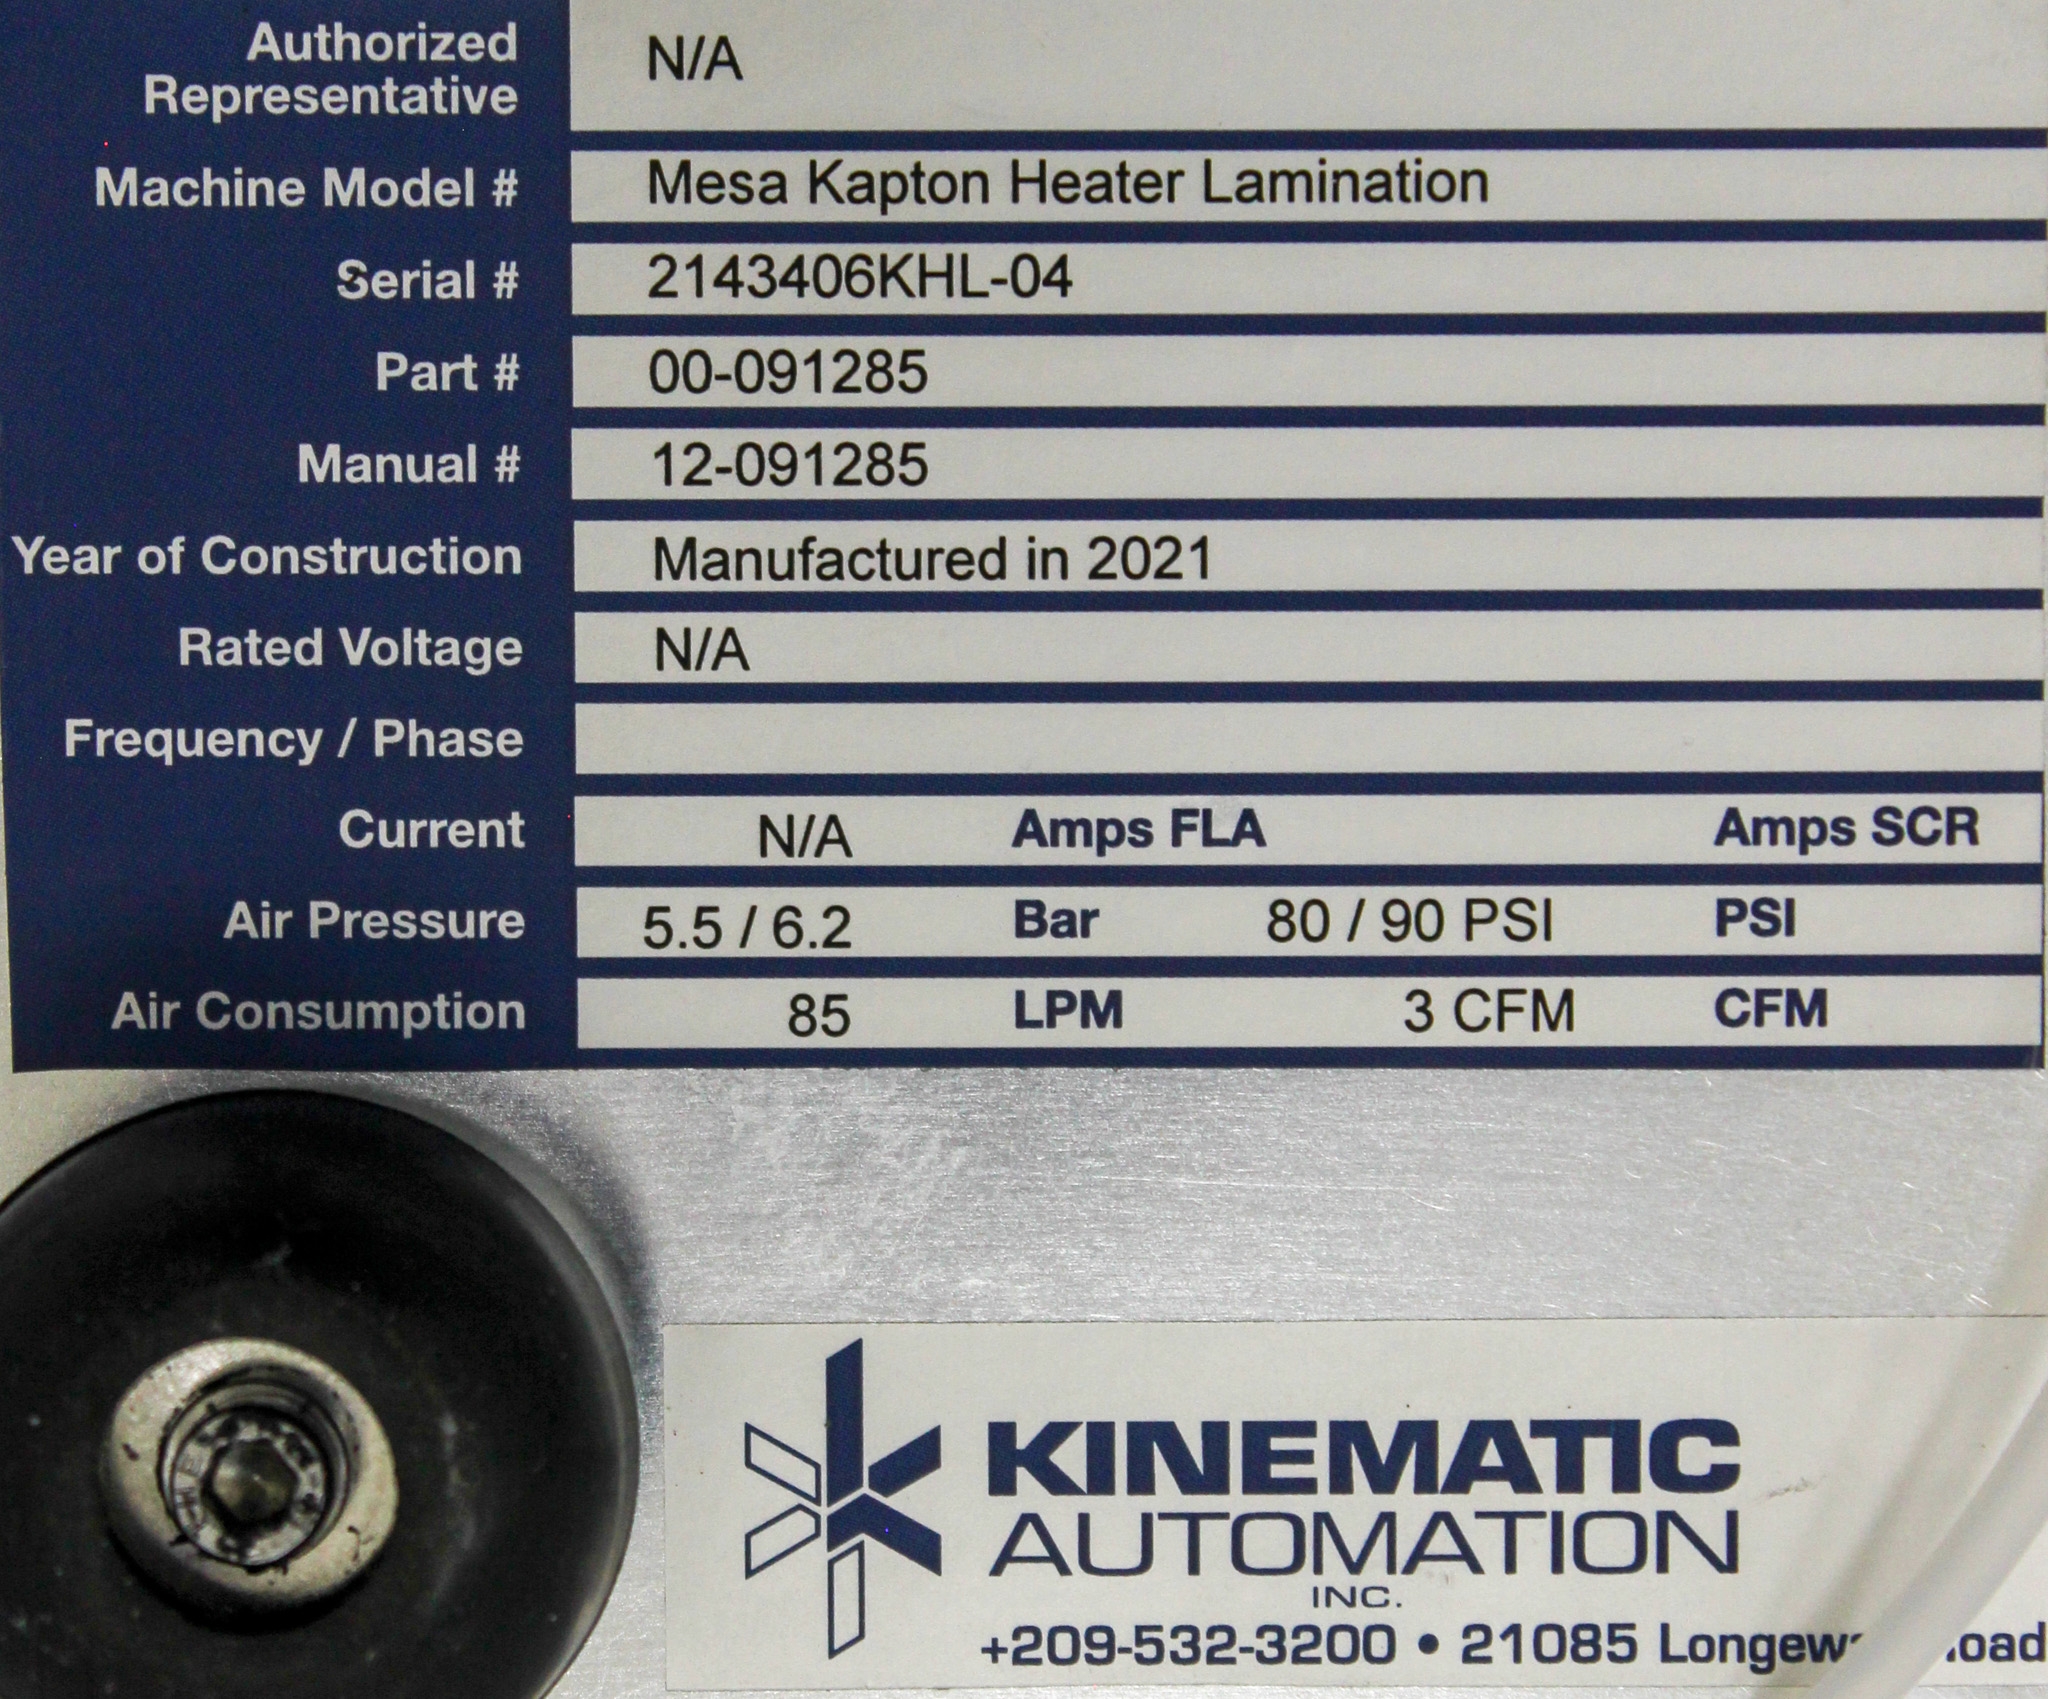 Authorized
Representative N/A
Machine Model # Mesa Kapton Heater Lamination
Serial # 2143406KHL-04
Part # 00-091285
Manual # 12-091285
Year of Construction Manufactured in 2021
Rated Voltage N/A
Frequency / Phase
Current N/A Amps FLA Amps SCR
Air Pressure 5.5 / 6.2 Bar 80 / 90 PSI PSI
Air Consumption 85 LPM 3 CFM CFM
KINEMATIC
AUTOMATION
INC.
+209-532-3200 • 21085